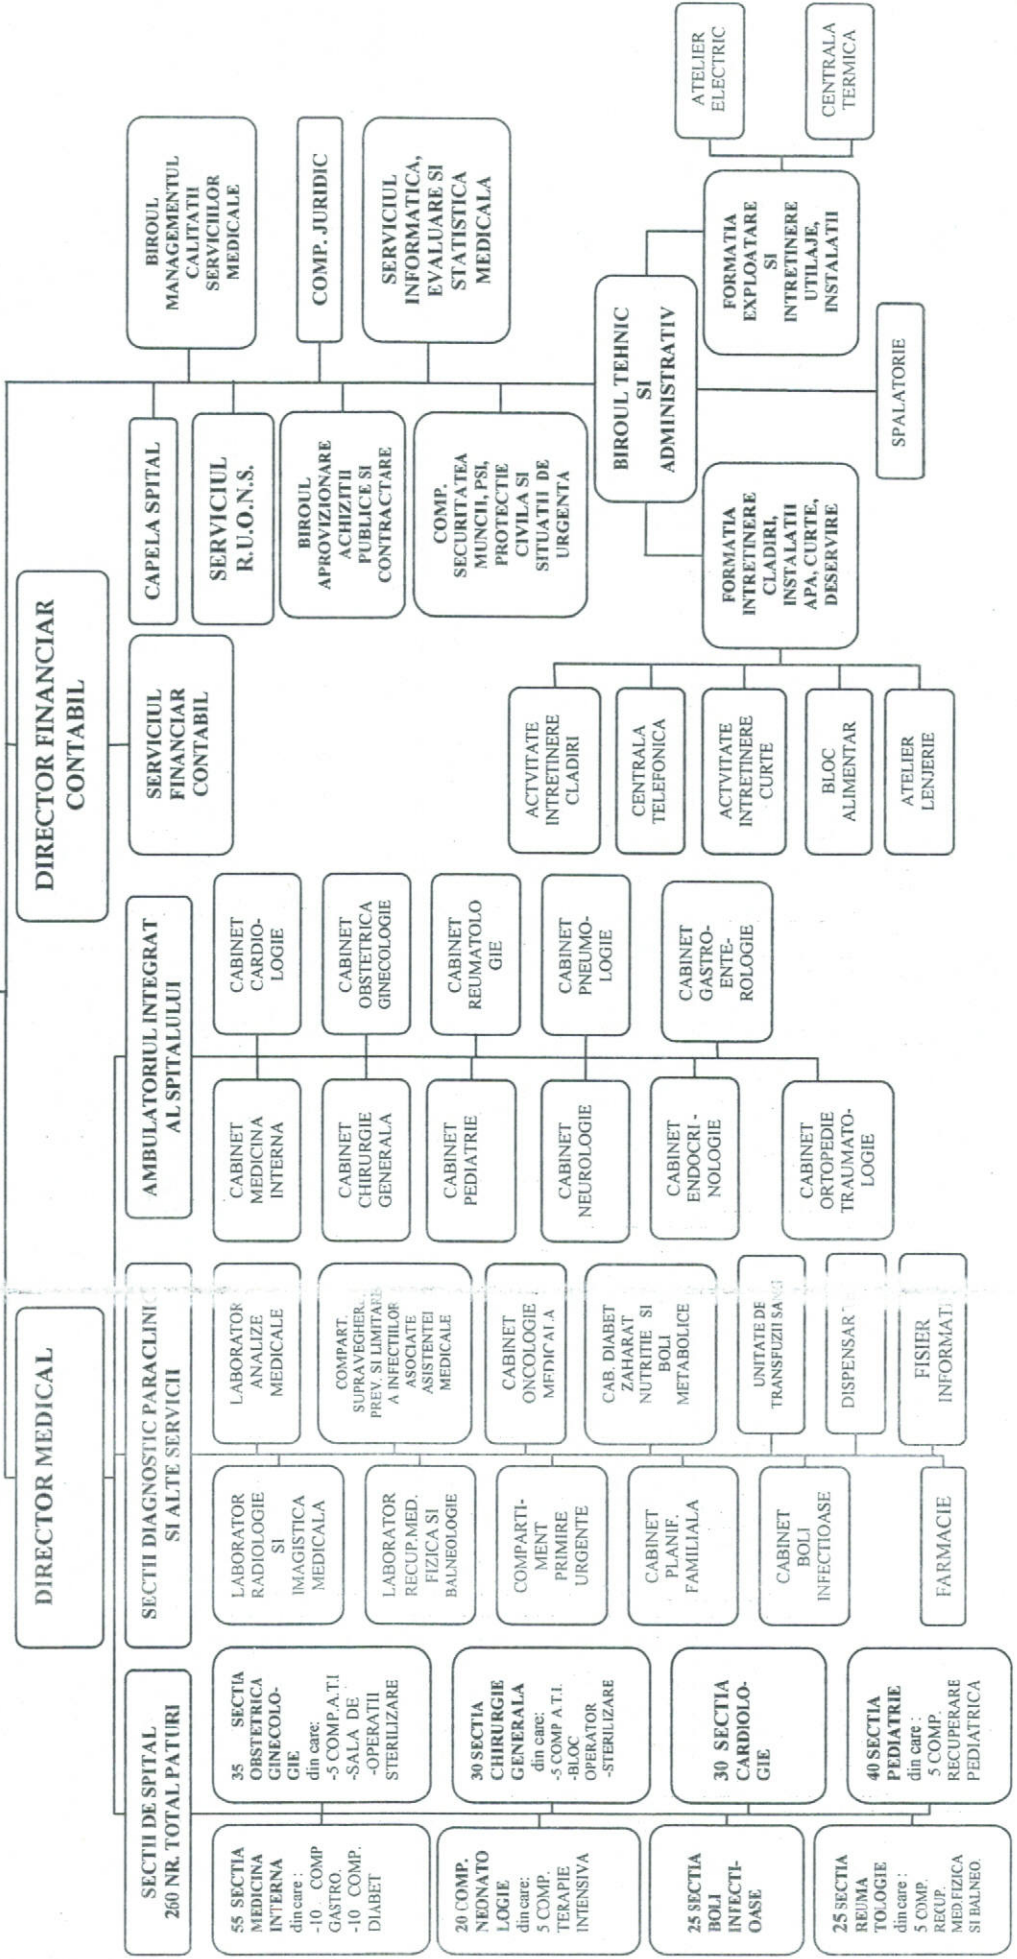 DIRECTOR MEDICAL
DIRECTOR FINANCIAR
CONTABIL
SECTII DE SPITAL
260 NR. TOTAL PATURI
55 SECTIA
MEDICINA
INTERNA
din care :
-10 COMP
GASTRO.
-10 COMP.
DIABET
35 SECTIA
OBSTETRICA
GINECOLO-
GIE
din care:
-5 COMP.A.T.I
-SALA DE
-OPERATII
STERILIZARE
20 COMP.
NEONATO
LOGIE
din care:
5 COMP.
TERAPIE
INTENSIVA
30 SECTIA
CHIRURGIE
GENERALA
din care:
-5 COMP A.T.I.
-BLOC
OPERATOR
-STERILIZARE
25 SECTIA
BOLI
INFECTI-
OASE
30 SECTIA
CARDIOLO-
GIE
25 SECTIA
REUMA
TOLOGIE
din care :
5 COMP.
RECUP.
MED.FIZICA
SI BALNEO.
40 SECTIA
PEDIATRIE
din care :
5 COMP.
RECUPERARE
PEDIATRICA
SECTII DIAGNOSTIC PARACLINIC
SI ALTE SERVICII
LABORATOR
RADIOLOGIE
SI
IMAGISTICA
MEDICALA
LABORATOR
ANALIZE
MEDICALE
LABORATOR
RECUP.MED.
FIZICA SI
BALNEOLOGIE
COMPART.
SUPRAVEGHER.
PREV. SI LIMITARE
A INFECTIILOR
ASOCIATE
ASISTENTEI
MEDICALE
COMPARTI-
MENT
PRIMIRE
URGENTE
CABINET
ONCOLOGIE
MEDICALA
CABINET
PLANIF.
FAMILIALA
CAB. DIABET
ZAHARAT
NUTRITIE SI
BOLI
METABOLICE
CABINET
BOLI
INFECTIOASE
UNITATE DE
TRANSFUZII
DISPENSAR
FARMACIE
FISIER
INFORMAT
AMBULATORIUL INTEGRAT
AL SPITALULUI
CABINET
MEDICINA
INTERNA
CABINET
CARDIO-
LOGIE
CABINET
CHIRURGIE
GENERALA
CABINET
OBSTETRICA
GINECOLOGIE
CABINET
PEDIATRIE
CABINET
REUMATOLO
GIE
CABINET
NEUROLOGIE
CABINET
PNEUMO-
LOGIE
CABINET
ENDOCRI -
NOLOGIE
CABINET
GASTRO-
ENTE-
ROLOGIE
CABINET
ORTOPEDIE
TRAUMATO-
LOGIE
SERVICIUL
FINANCIAR
CONTABIL
CAPELA SPITAL
BIROUL
MANAGEMENTUL
CALITATII
SERVICIILOR
MEDICALE
SERVICIUL
R.U.O.N.S.
COMP. JURIDIC
BIROUL
APROVIZIONARE
ACHIZITII
PUBLICE SI
CONTRACTARE
SERVICIUL
INFORMATICA,
EVALUARE SI
STATISTICA
MEDICALA
COMP.
SECURITATEA
MUNCII, PSI,
PROTECTIE
CIVILA SI
SITUATII DE
URGENTA
BIROUL TEHNIC
SI
ADMINISTRATIV
FORMATIA
INTRETINERE
CLADIRI,
INSTALATII
APA, CURTE,
DESERVIRE
FORMATIA
EXPLOATARE
SI
INTRETINERE
UTILAJE,
INSTALATII
SPALATORIE
ACTVITATE
INTRETINERE
CLADIRI
CENTRALA
TELEFONICA
ACTVITATE
INTRETINERE
CURTE
BLOC
ALIMENTAR
ATELIER
LENJERIE
ATELIER
ELECTRIC
CENTRALA
TERMICA